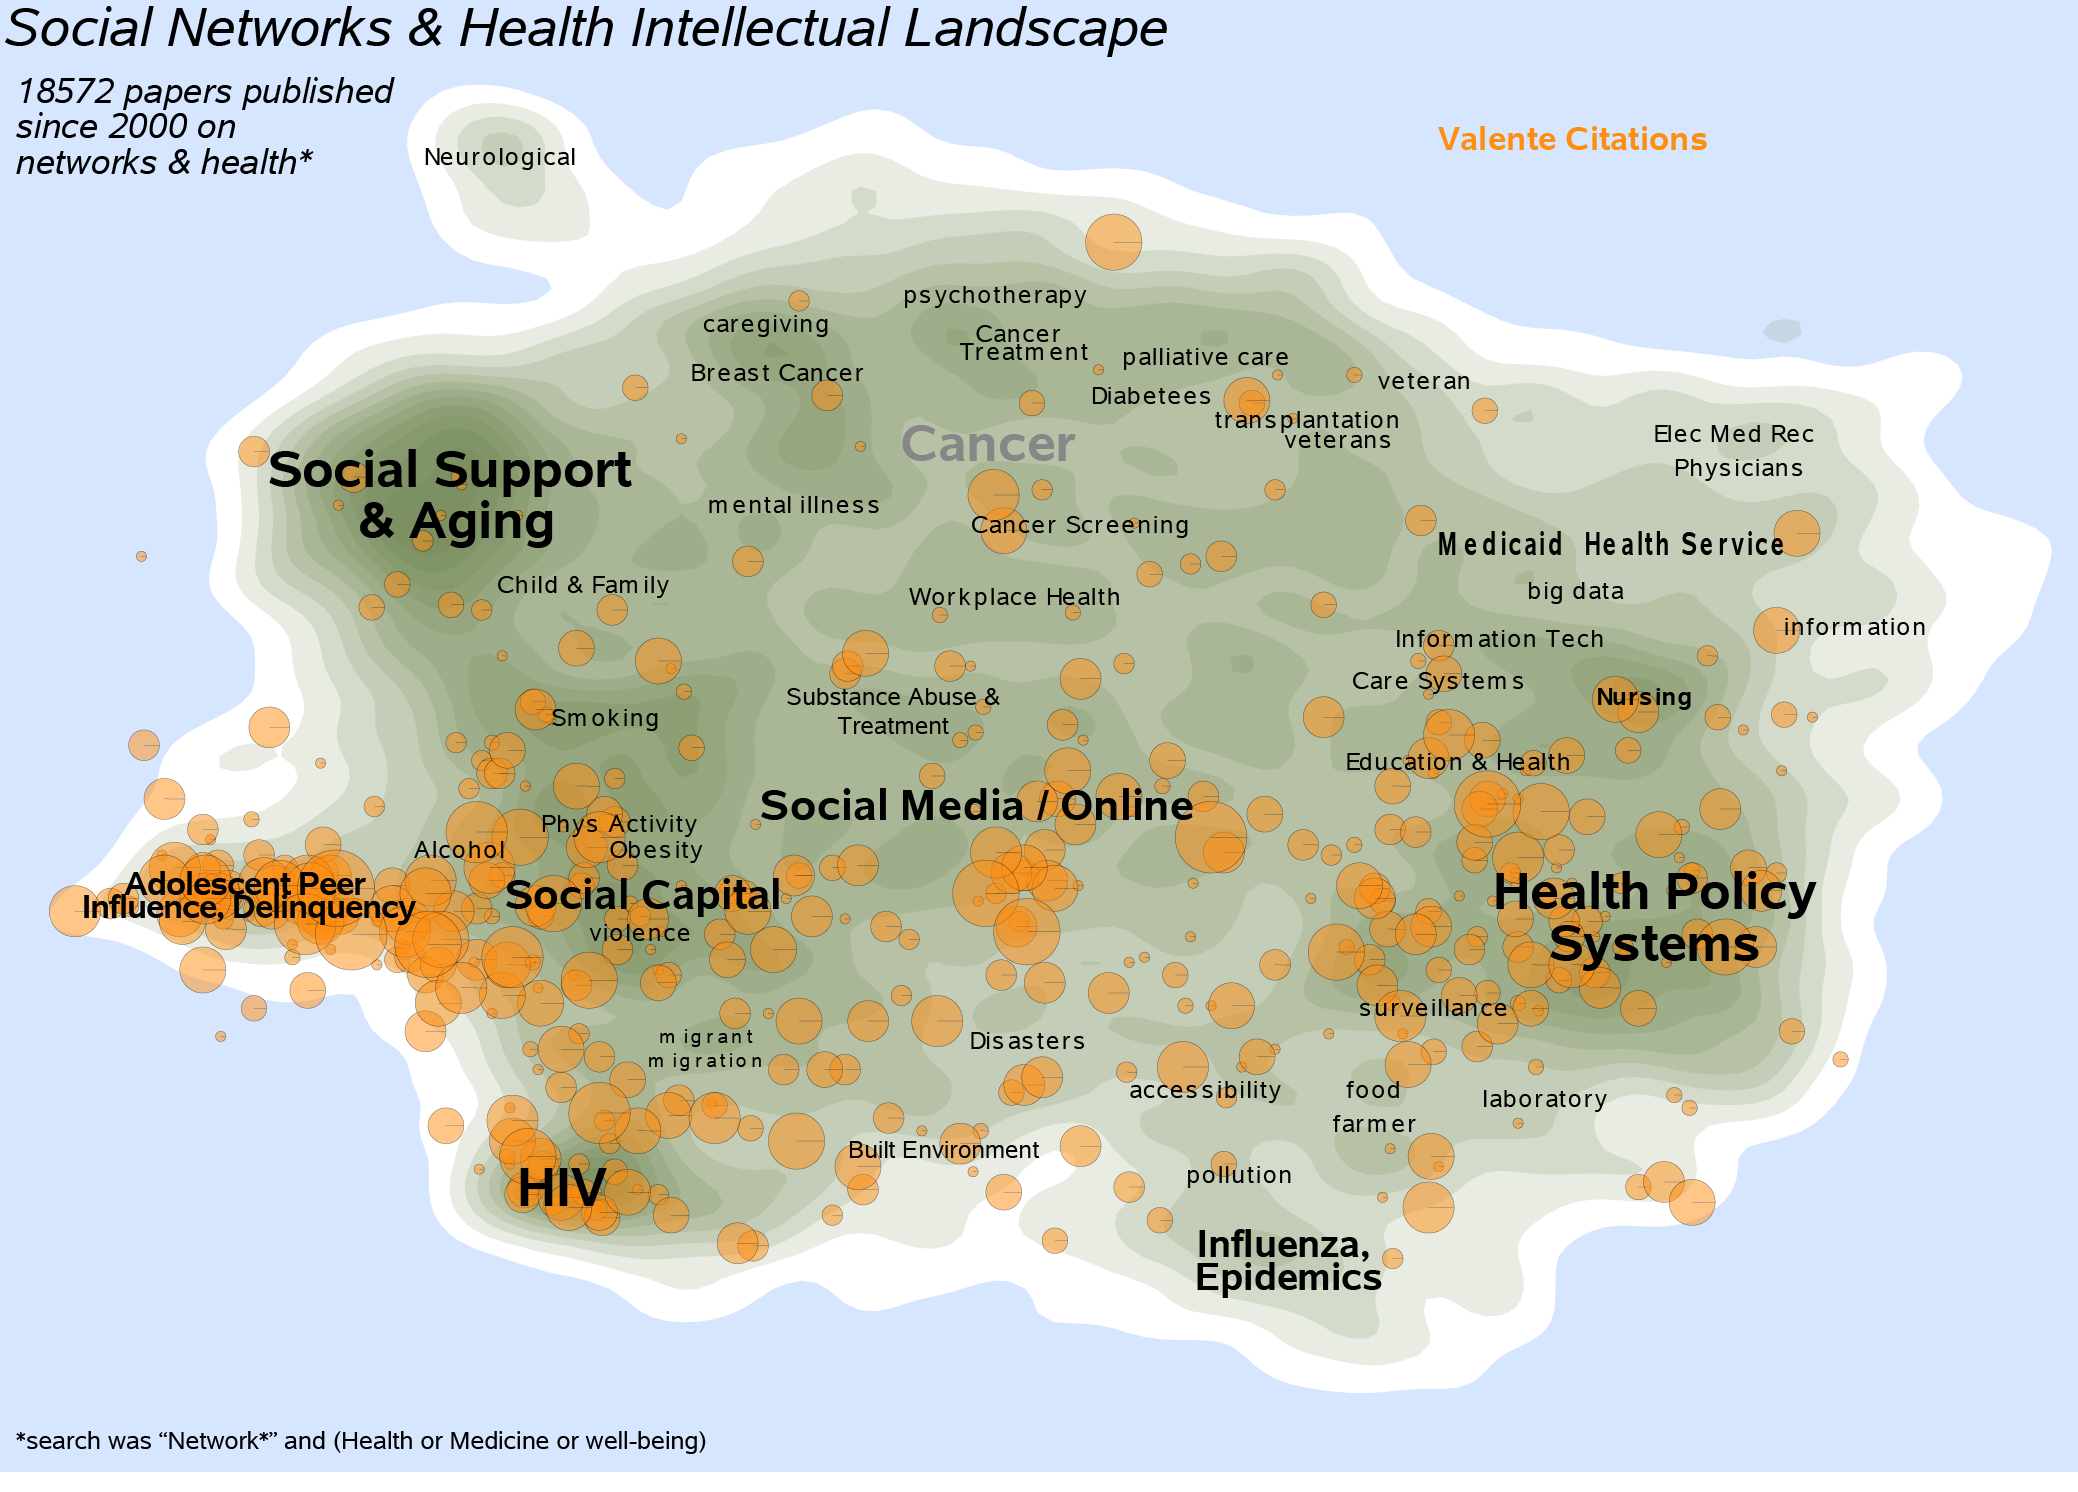 Social Networks & Health Intellectual Landscape
18572 papers published
since 2000 on
networks & health*
Valente Citations
Neurological
psychotherapy
caregiving
Cancer
Treatment
palliative care
Breast Cancer
veteran
Diabetees
transplantation
veterans
Cancer
Elec Med Rec
Physicians
Social Support
& Aging
mental illness
Cancer Screening
Medicaid Health Service
Child & Family
Workplace Health
big data
information
Information Tech
Care Systems
Substance Abuse &
Treatment
Nursing
Smoking
Education & Health
Social Media / Online
Phys Activity
Obesity
Alcohol
Adolescent Peer
Influence, Delinquency
Social Capital
violence
Health Policy
Systems
surveillance
migrant
migration
Disasters
accessibility
food
farmer
laboratory
Built Environment
pollution
HIV
Influenza,
Epidemics
*search was “Network*” and (Health or Medicine or well-being)